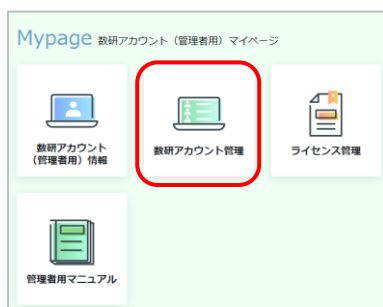 Mypage 数研アカウント（管理者用）マイページ
数研アカウント
（管理者用）情報
数研アカウント管理
ライセンス管理
管理者用マニュアル